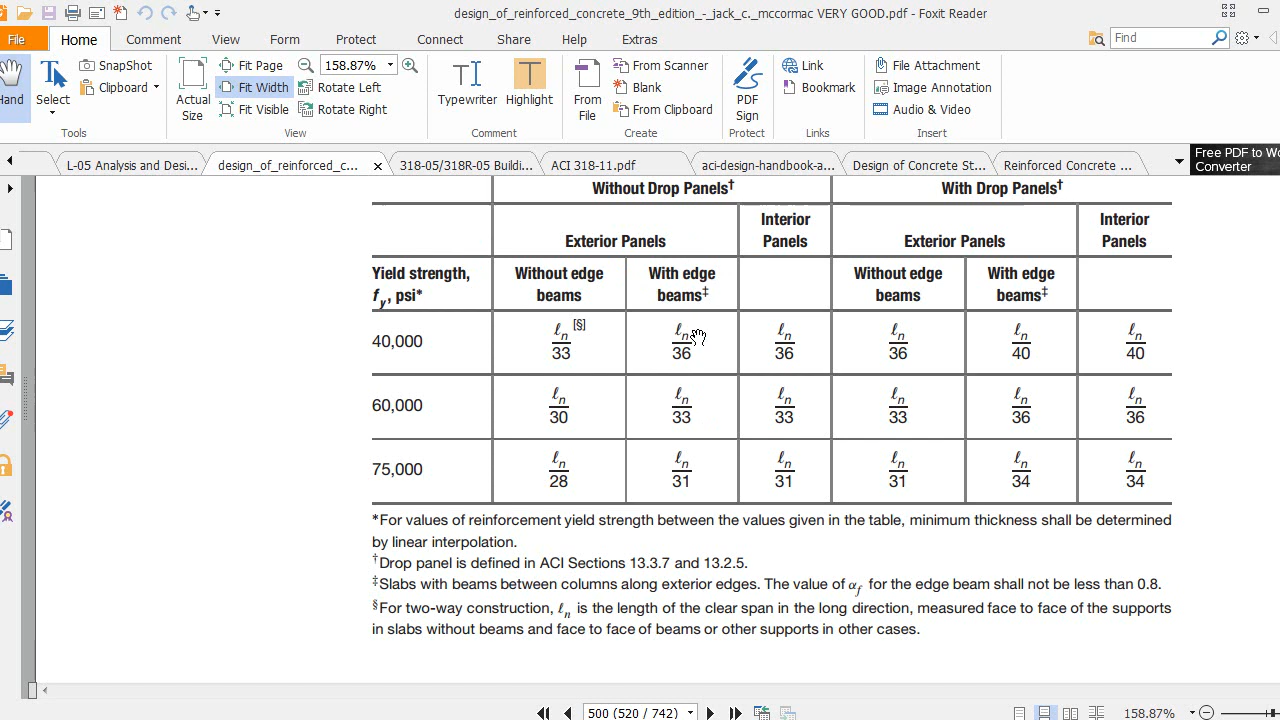 design_of_reinforced_concrete_9th_edition_-_jack_c._mccormac VERY GOOD.pdf - Foxit Reader
File Home Comment View Form Protect Connect Share Help Extras Find
Hand Select SnapShot Clipboard Actual Size Fit Page Fit Width Fit Visible 158.87% Rotate Left Rotate Right Typewriter Highlight From File From Scanner Blank From Clipboard PDF Sign Link Bookmark File Attachment Image Annotation Audio & Video
Tools View Comment Create Protect Links Insert
L-05 Analysis and Desi... design_of_reinforced_c... 318-05/318R-05 Buildi... ACI 318-11.pdf aci-design-handbook-a... Design of Concrete St... Reinforced Concrete ... Free PDF to Wo
Converter
Without Drop Panels† With Drop Panels†
Exterior Panels Interior Panels Exterior Panels Interior Panels
Yield strength, fy, psi* Without edge beams With edge beams‡ Without edge beams With edge beams‡
40,000 ℓn/33 [§] ℓn/36 ℓn/36 ℓn/36 ℓn/40 ℓn/40
60,000 ℓn/30 ℓn/33 ℓn/33 ℓn/33 ℓn/36 ℓn/36
75,000 ℓn/28 ℓn/31 ℓn/31 ℓn/31 ℓn/34 ℓn/34
*For values of reinforcement yield strength between the values given in the table, minimum thickness shall be determined
by linear interpolation.
†Drop panel is defined in ACI Sections 13.3.7 and 13.2.5.
‡Slabs with beams between columns along exterior edges. The value of αf for the edge beam shall not be less than 0.8.
§For two-way construction, ℓn is the length of the clear span in the long direction, measured face to face of the supports
in slabs without beams and face to face of beams or other supports in other cases.
500 (520 / 742) 158.87%